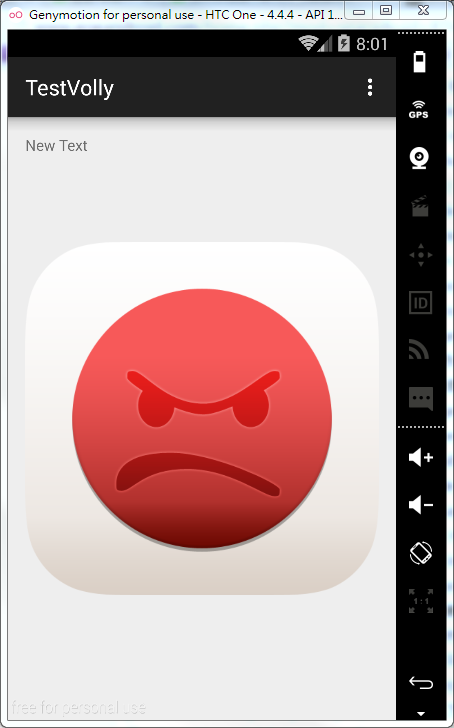 Genymotion for personal use - HTC One - 4.4.4 - API 1...
8:01
TestVolly
GPS
New Text
ID
1:1
free for personal use